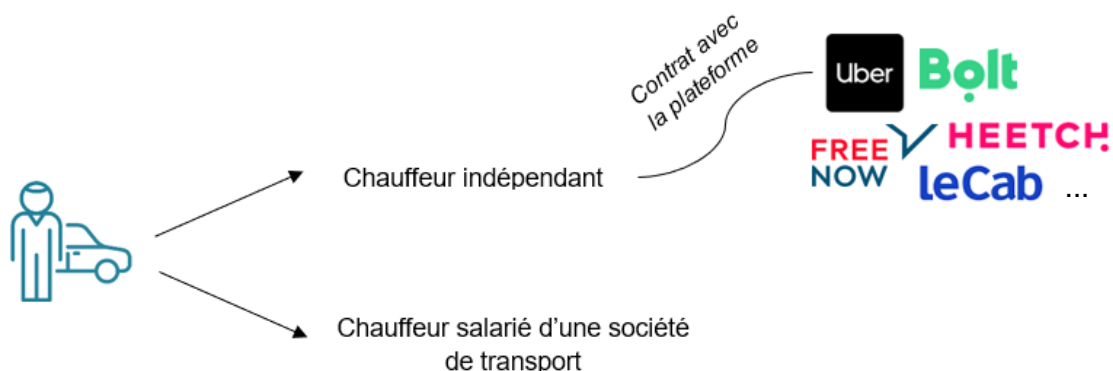 Contrat avec
la plateforme
Uber
Bolt
FREE
NOW
HEETCH
leCab
...
Chauffeur indépendant
Chauffeur salarié d'une société
de transport